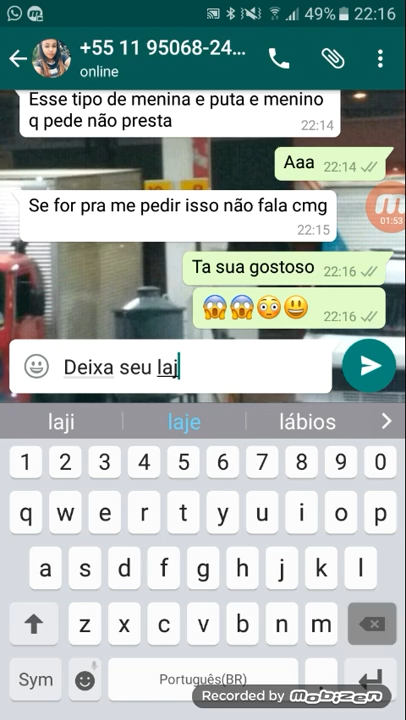 49% 22:16
+55 11 95068-24...
online
Esse tipo de menina e puta e menino
q pede não presta
22:14
Aaa 22:14
Se for pra me pedir isso não fala cmg
22:15
01:53
Ta sua gostoso 22:16
22:16
Deixa seu laj
laji laje lábios
1 2 3 4 5 6 7 8 9 0
q w e r t y u i o p
a s d f g h j k l
z x c v b n m
Sym Português(BR) .
Recorded by mobizen